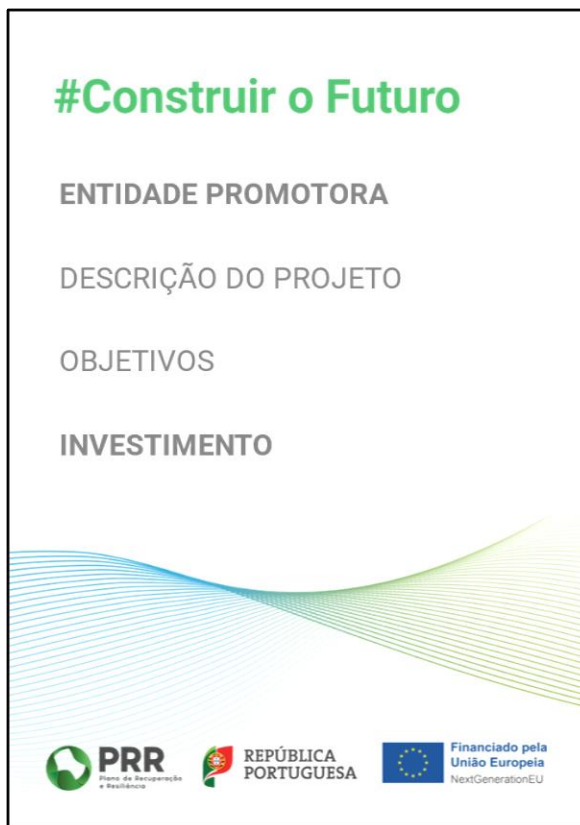 #Construir o Futuro
ENTIDADE PROMOTORA
DESCRIÇÃO DO PROJETO
OBJETIVOS
INVESTIMENTO
PRR
Plano de Recuperação
e Resiliência
REPÚBLICA
PORTUGUESA
Financiado pela
União Europeia
NextGenerationEU